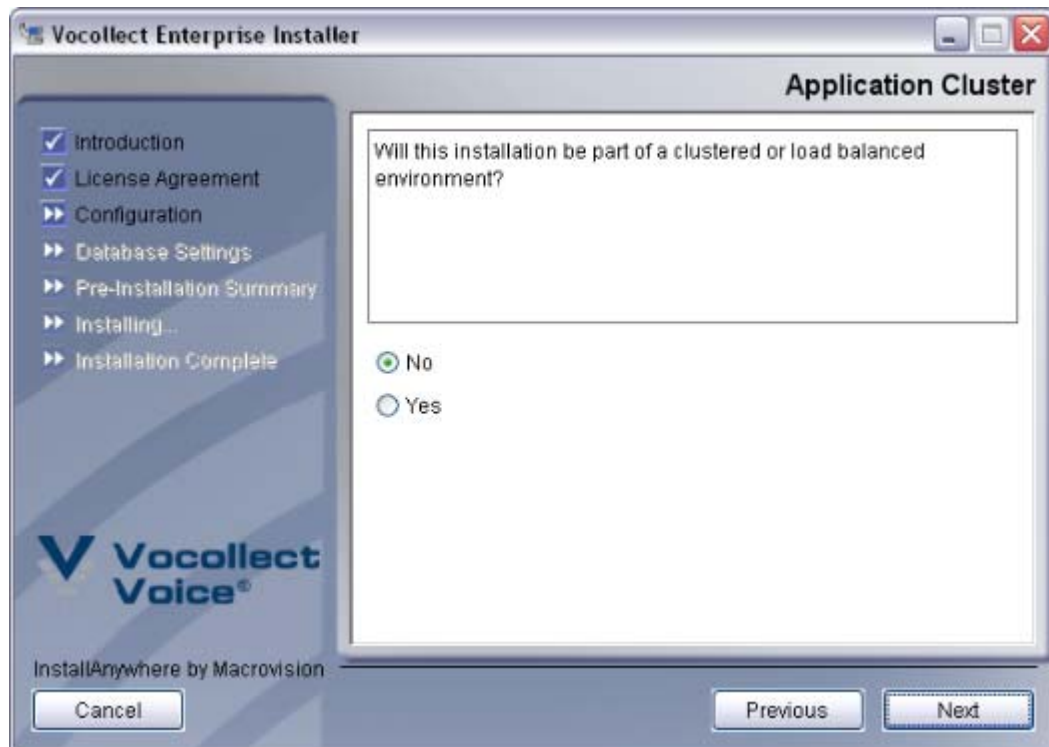 Vocollect Enterprise Installer
Application Cluster
Introduction
License Agreement
Configuration
Database Settings
Pre-Installation Summary
Installing...
Installation Complete
Will this installation be part of a clustered or load balanced
environment?
No
Yes
V Vocollect
Voice®
InstallAnywhere by Macrovision
Cancel
Previous
Next